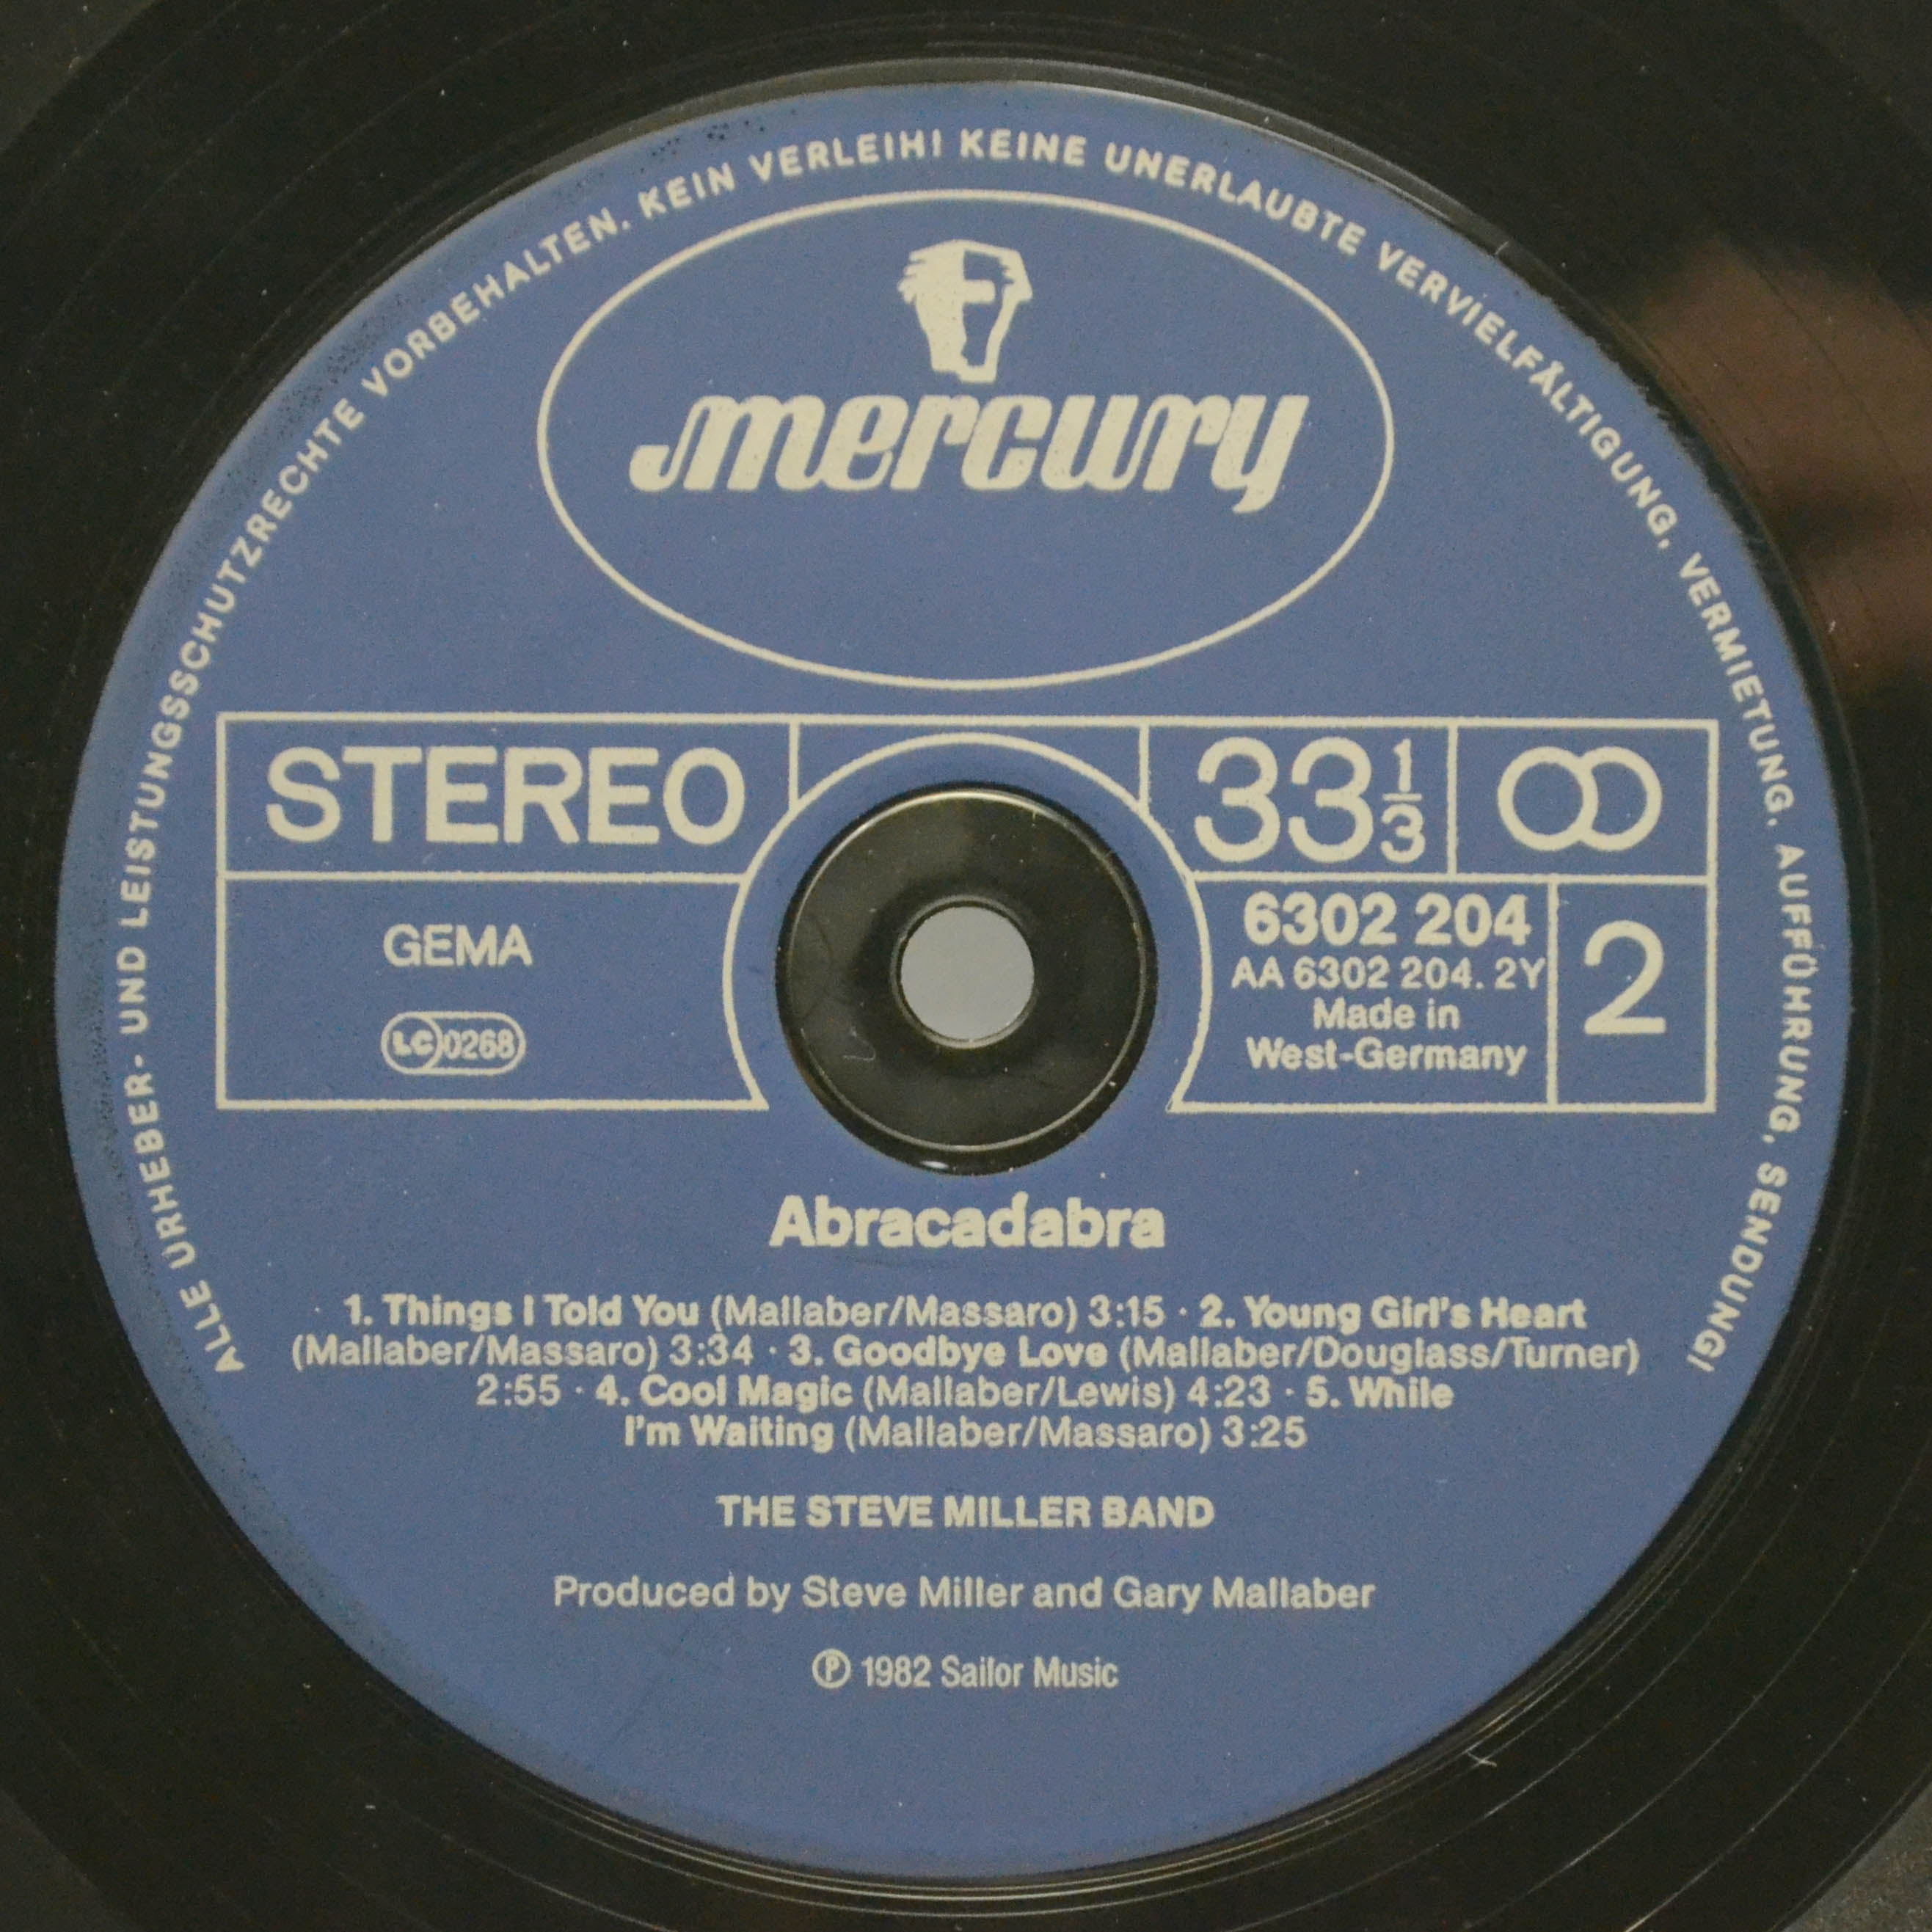 ALLE URHEBER- UND LEISTUNGSSCHUTZRECHTE VORBEHALTEN. KEIN VERLEIH! KEINE UNERLAUBTE VERVIELFÄLTIGUNG, VERMIETUNG, AUFFÜHRUNG, SENDUNG!
mercury
STEREO
33 1/3
GEMA
LC 0268
6302 204
AA 6302 204. 2Y
Made in
West-Germany
2
Abracadabra
1. Things I Told You (Mallaber/Massaro) 3:15 · 2. Young Girl's Heart
(Mallaber/Massaro) 3:34 · 3. Goodbye Love (Mallaber/Douglass/Turner)
2:55 · 4. Cool Magic (Mallaber/Lewis) 4:23 · 5. While
I'm Waiting (Mallaber/Massaro) 3:25
THE STEVE MILLER BAND
Produced by Steve Miller and Gary Mallaber
℗ 1982 Sailor Music